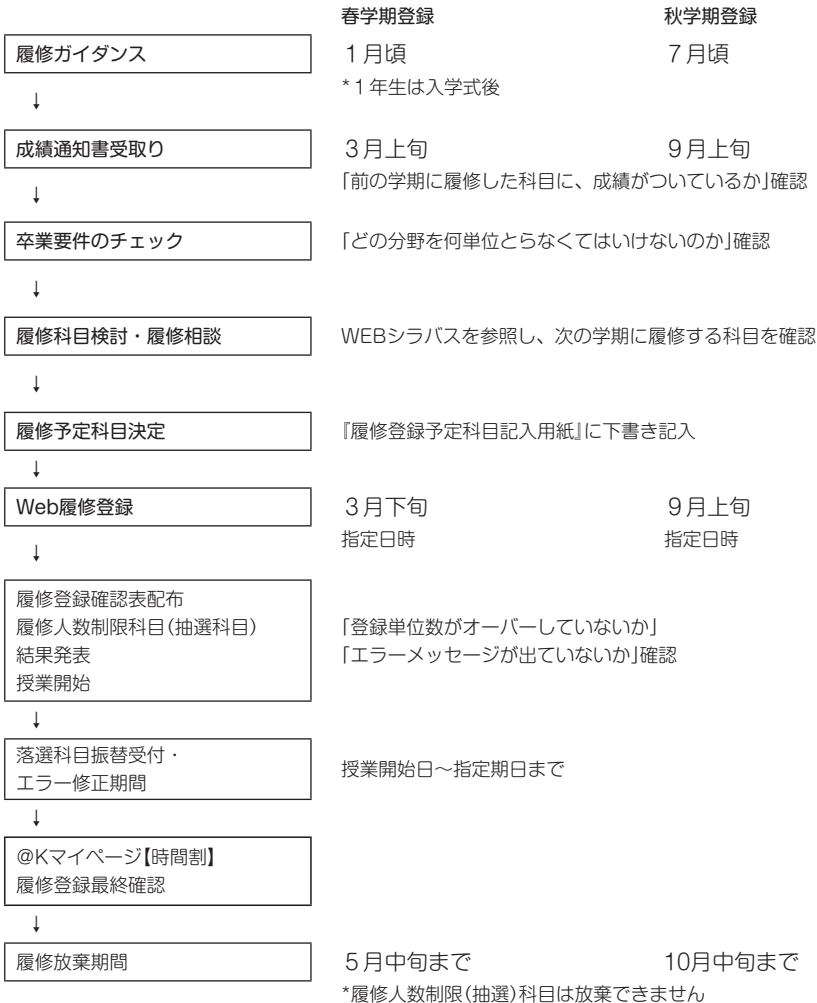 春学期登録 秋学期登録
履修ガイダンス 1月頃 7月頃
*1年生は入学式後
↓
成績通知書受取り 3月上旬 9月上旬
「前の学期に履修した科目に、成績がついているか」確認
↓
卒業要件のチェック 「どの分野を何単位とらなくてはいけないのか」確認
↓
履修科目検討・履修相談 WEBシラバスを参照し、次の学期に履修する科目を確認
↓
履修予定科目決定 『履修登録予定科目記入用紙』に下書き記入
↓
Web履修登録 3月下旬 9月上旬
指定日時 指定日時
↓
履修登録確認表配布
履修人数制限科目(抽選科目) 「登録単位数がオーバーしていないか」
結果発表 「エラーメッセージが出ていないか」確認
授業開始
↓
落選科目振替受付・
エラー修正期間 授業開始日～指定期日まで
↓
@Kマイページ【時間割】
履修登録最終確認
↓
履修放棄期間 5月中旬まで 10月中旬まで
*履修人数制限(抽選)科目は放棄できません